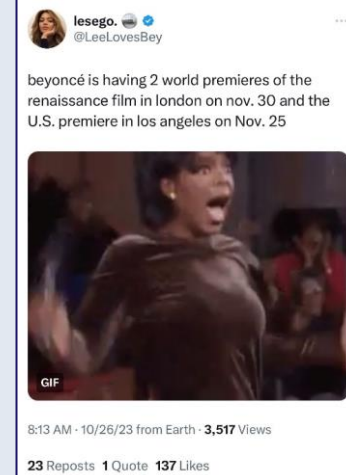 lesego.
@LeeLovesBey
beyoncé is having 2 world premieres of the
renaissance film in london on nov. 30 and the
U.S. premiere in los angeles on Nov. 25
GIF
8:13 AM · 10/26/23 from Earth · 3,517 Views
23 Reposts 1 Quote 137 Likes